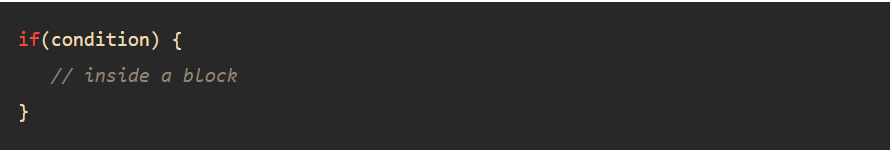 if(condition) {
   // inside a block
}